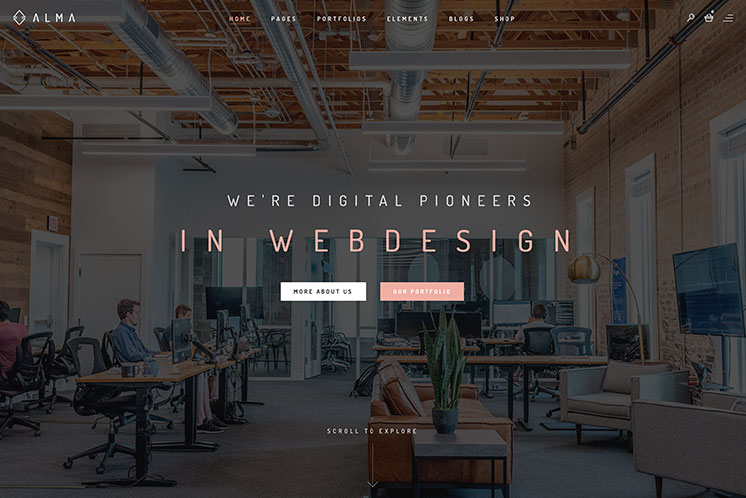 ALMA HOME PAGES PORTFOLIOS ELEMENTS BLOGS SHOP
WE'RE DIGITAL PIONEERS
IN WEBDESIGN
MORE ABOUT US OUR PORTFOLIO
SCROLL TO EXPLORE